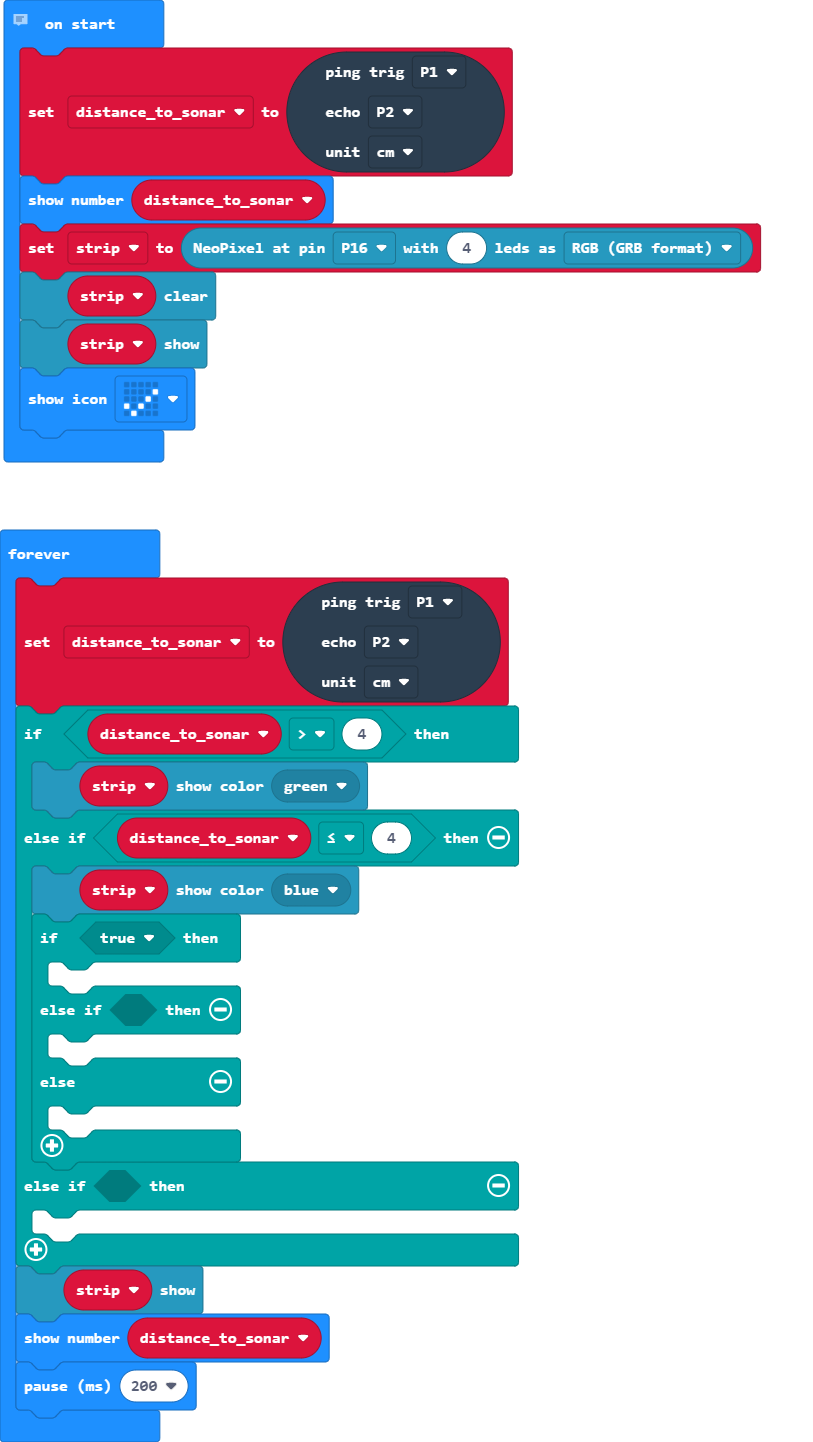 on start
ping trig P1
set distance_to_sonar to echo P2
unit cm
show number distance_to_sonar
set strip to NeoPixel at pin P16 with 4 leds as RGB (GRB format)
strip clear
strip show
show icon
forever
ping trig P1
set distance_to_sonar to echo P2
unit cm
if distance_to_sonar > 4 then
strip show color green
else if distance_to_sonar ≤ 4 then
strip show color blue
if true then
else if then
else
else if then
strip show
show number distance_to_sonar
pause (ms) 200